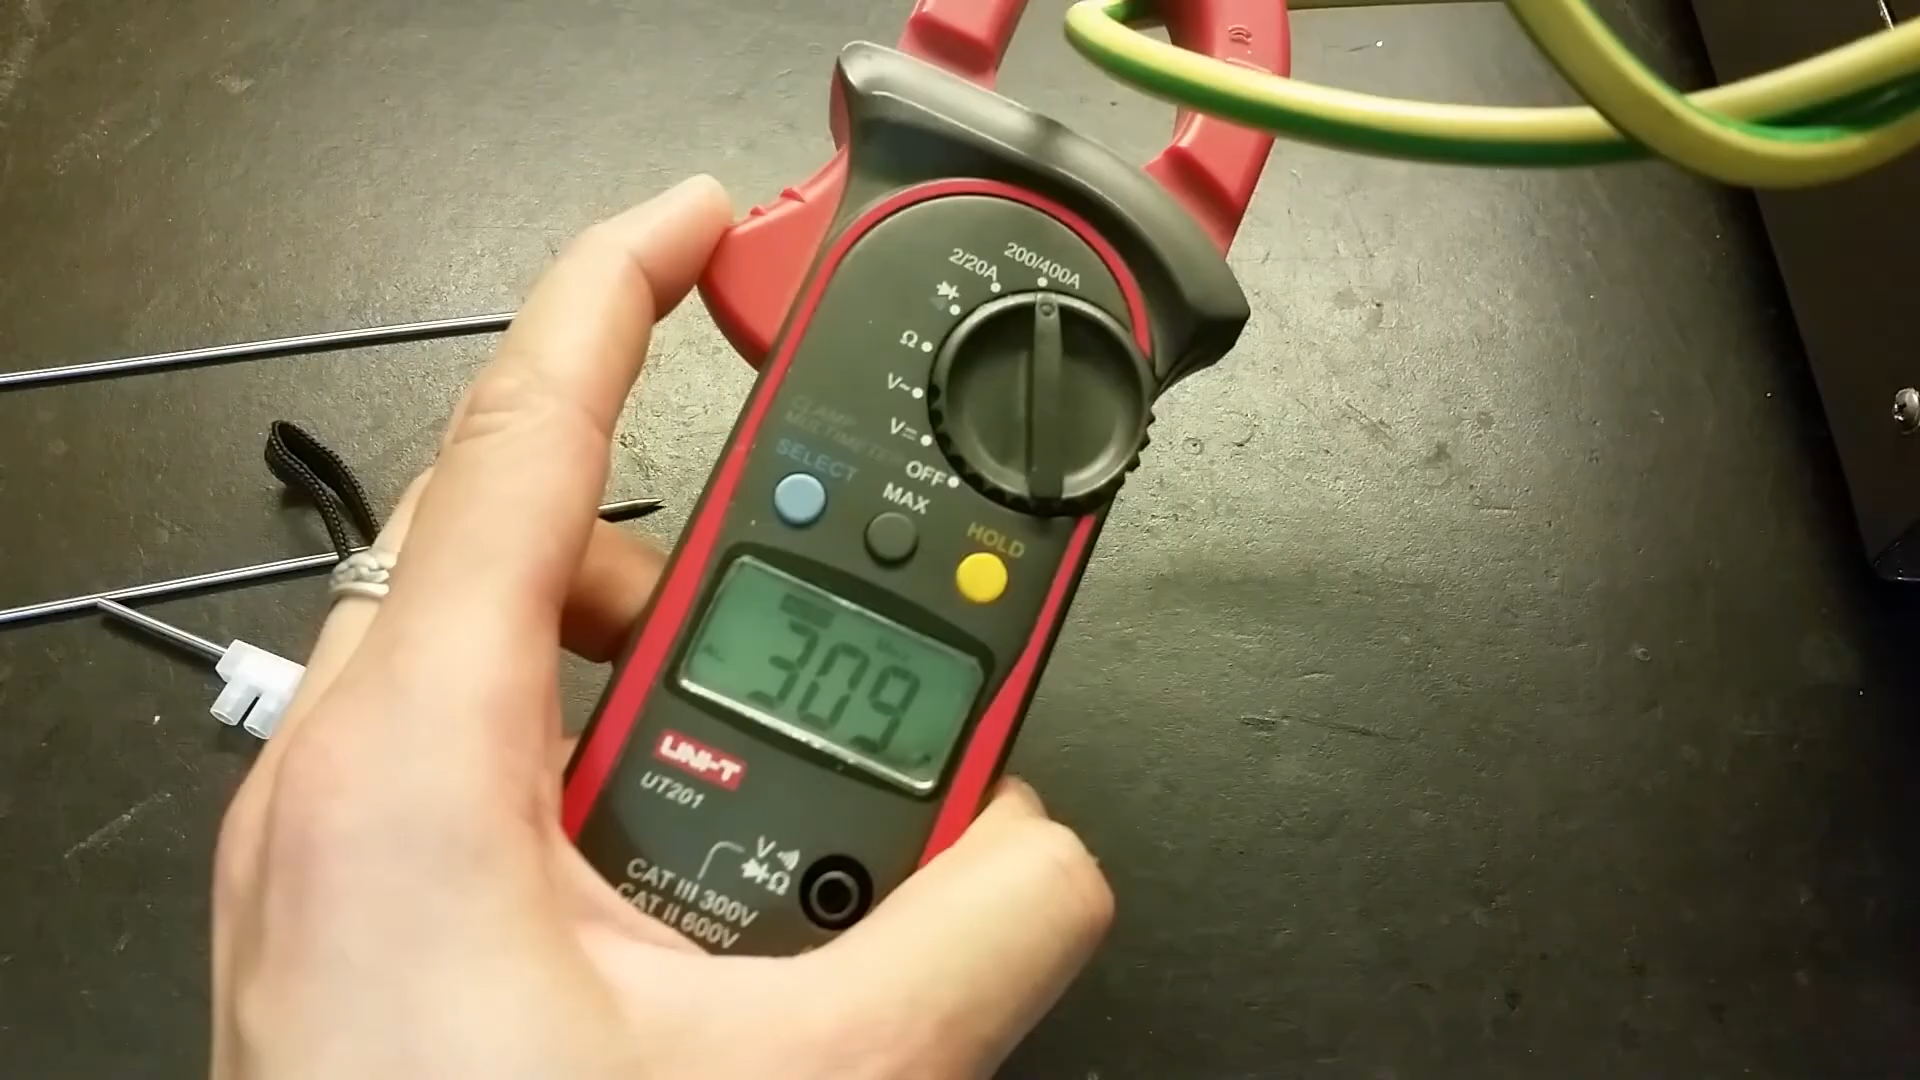 200/400A
2/20A
Ω
V~
V=
OFF
CLAMP
MULTIMETER
SELECT
MAX
HOLD
309
UNI-T
UT201
V
Ω
CAT III 300V
CAT II 600V